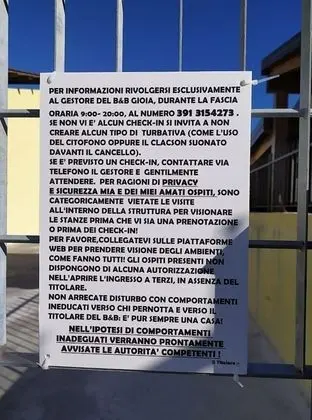 PER INFORMAZIONI RIVOLGERSI ESCLUSIVAMENTE
AL GESTORE DEL B&B GIOIA, DURANTE LA FASCIA
ORARIA 9:00- 20:00, AL NUMERO 391 3154273 .
SE NON VI E' ALCUN CHECK-IN SI INVITA A NON
CREARE ALCUN TIPO DI TURBATIVA (COME L'USO
DEL CITOFONO OPPURE IL CLACSON SUONATO
DAVANTI IL CANCELLO).
SE E' PREVISTO UN CHECK-IN, CONTATTARE VIA
TELEFONO IL GESTORE E GENTILMENTE
ATTENDERE. PER RAGIONI DI PRIVACY
E SICUREZZA MIA E DEI MIEI AMATI OSPITI, SONO
CATEGORICAMENTE VIETATE LE VISITE
ALL'INTERNO DELLA STRUTTURA PER VISIONARE
LE STANZE PRIMA CHE VI SIA UNA PRENOTAZIONE
O PRIMA DEI CHECK-IN!
PER FAVORE,COLLEGATEVI SULLE PIATTAFORME
WEB PER PRENDERE VISIONE DEGLI AMBIENTI,
COME FANNO TUTTI! GLI OSPITI PRESENTI NON
DISPONGONO DI ALCUNA AUTORIZZAZIONE
NELL'APRIRE L'INGRESSO A TERZI, IN ASSENZA DEL
TITOLARE.
NON ARRECATE DISTURBO CON COMPORTAMENTI
INEDUCATI VERSO CHI PERNOTTA E VERSO IL
TITOLARE DEL B&B: E' PUR SEMPRE UNA CASA!
NELL'IPOTESI DI COMPORTAMENTI
INADEGUATI VERRANNO PRONTAMENTE
AVVISATE LE AUTORITA' COMPETENTI !
Il Titolare